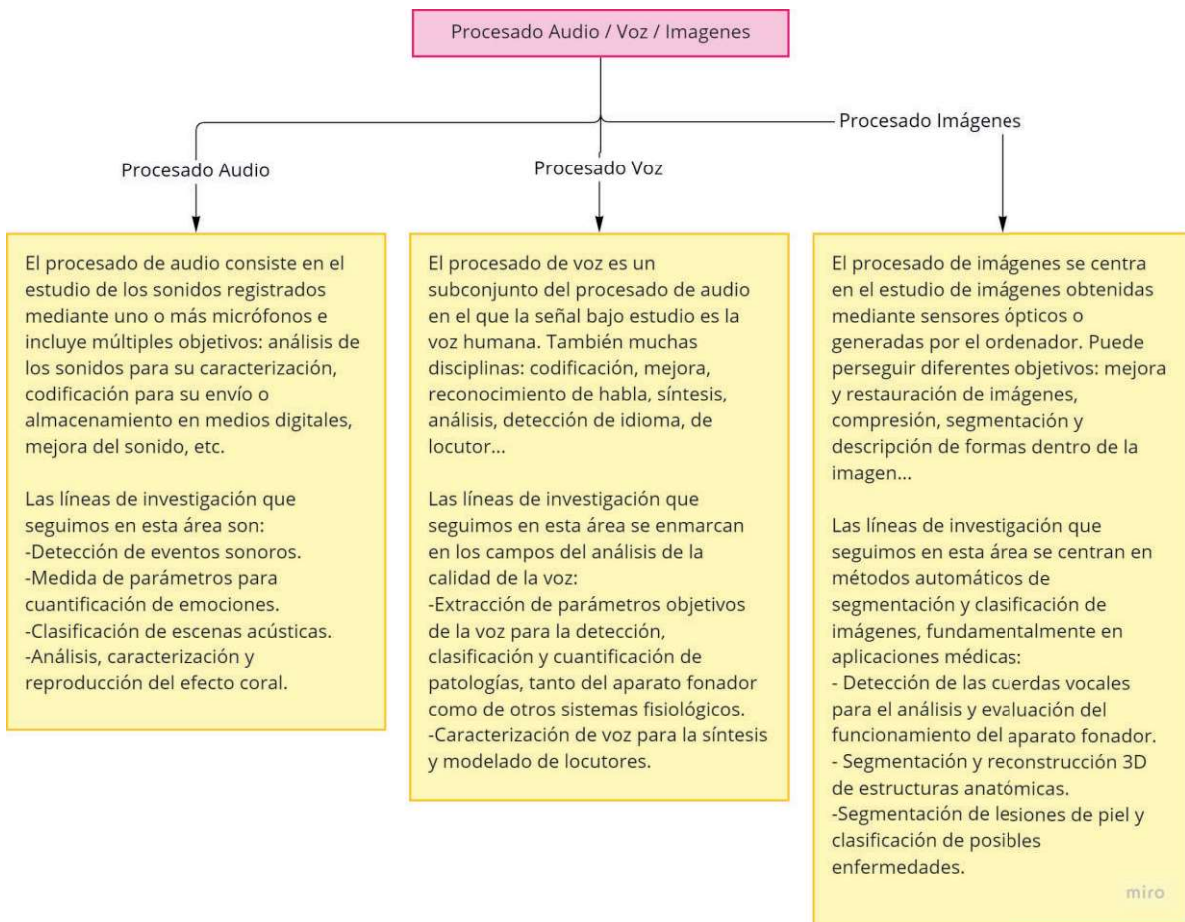 Procesado Audio / Voz / Imagenes
Procesado Imágenes
Procesado Audio
Procesado Voz
El procesado de audio consiste en el
estudio de los sonidos registrados
mediante uno o más micrófonos e
incluye múltiples objetivos: análisis de
los sonidos para su caracterización,
codificación para su envío o
almacenamiento en medios digitales,
mejora del sonido, etc.
Las líneas de investigación que
seguimos en esta área son:
-Detección de eventos sonoros.
-Medida de parámetros para
cuantificación de emociones.
-Clasificación de escenas acústicas.
-Análisis, caracterización y
reproducción del efecto coral.
El procesado de voz es un
subconjunto del procesado de audio
en el que la señal bajo estudio es la
voz humana. También muchas
disciplinas: codificación, mejora,
reconocimiento de habla, síntesis,
análisis, detección de idioma, de
locutor...
Las líneas de investigación que
seguimos en esta área se enmarcan
en los campos del análisis de la
calidad de la voz:
-Extracción de parámetros objetivos
de la voz para la detección,
clasificación y cuantificación de
patologías, tanto del aparato fonador
como de otros sistemas fisiológicos.
-Caracterización de voz para la síntesis
y modelado de locutores.
El procesado de imágenes se centra
en el estudio de imágenes obtenidas
mediante sensores ópticos o
generadas por el ordenador. Puede
perseguir diferentes objetivos: mejora
y restauración de imágenes,
compresión, segmentación y
descripción de formas dentro de la
imagen...
Las líneas de investigación que
seguimos en esta área se centran en
métodos automáticos de
segmentación y clasificación de
imágenes, fundamentalmente en
aplicaciones médicas:
- Detección de las cuerdas vocales
para el análisis y evaluación del
funcionamiento del aparato fonador.
- Segmentación y reconstrucción 3D
de estructuras anatómicas.
-Segmentación de lesiones de piel y
clasificación de posibles
enfermedades.
miro